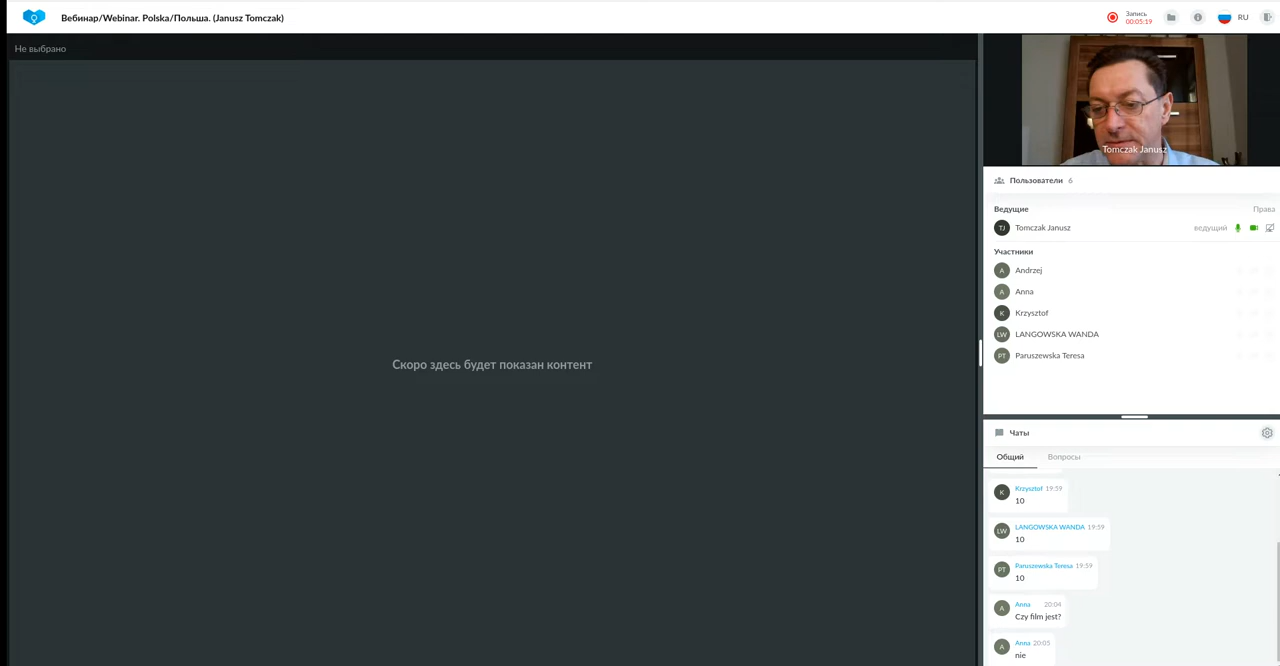 Вебинар/Webinar. Polska/Польша. (Janusz Tomczak)
Запись
00:05:19
RU
Не выбрано
Скоро здесь будет показан контент
Tomczak Janusz
Пользователи 6
Ведущие Права
TJ Tomczak Janusz ведущий
Участники
A Andrzej
A Anna
K Krzysztof
LW LANGOWSKA WANDA
PT Paruszewska Teresa
Чаты
Общий Вопросы
K Krzysztof 19:59
10
LW LANGOWSKA WANDA 19:59
10
PT Paruszewska Teresa 19:59
10
A Anna 20:04
Czy film jest?
A Anna 20:05
nie